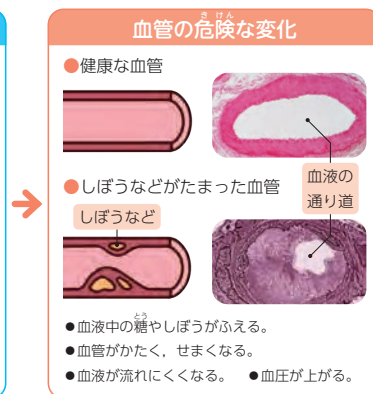 血管の危険な変化
●健康な血管
血液の
通り道
●しぼうなどがたまった血管
しぼうなど
●血液中の糖やしぼうがふえる。
●血管がかたく，せまくなる。
●血液が流れにくくなる。 ●血圧が上がる。